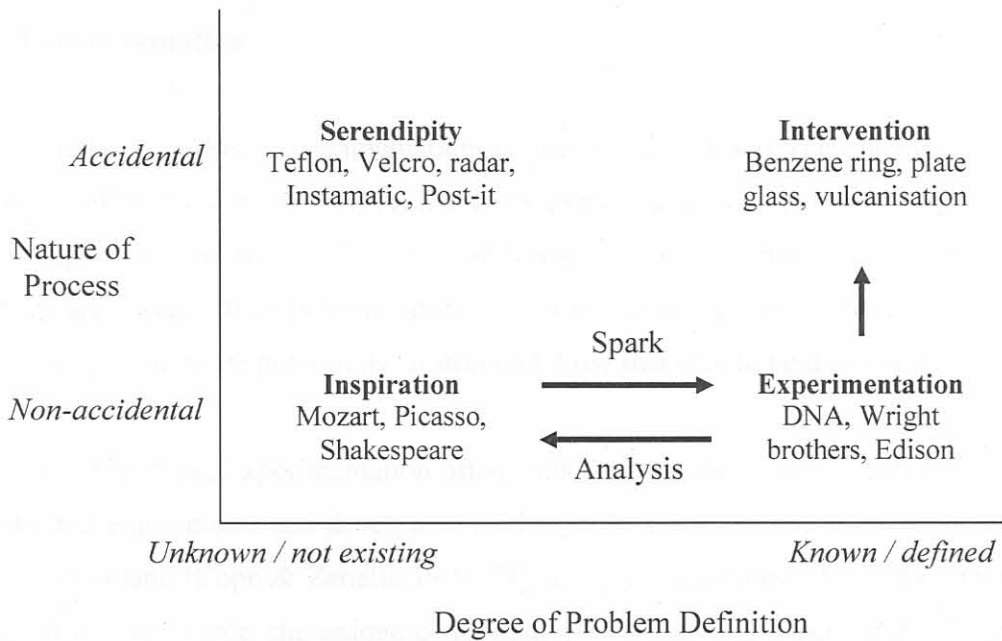 Serendipity
Teflon, Velcro, radar,
Instamatic, Post-it
Intervention
Benzene ring, plate
glass, vulcanisation
Accidental
Nature of
Process
Non-accidental
Inspiration
Mozart, Picasso,
Shakespeare
Spark
Analysis
Experimentation
DNA, Wright
brothers, Edison
Unknown / not existing
Known / defined
Degree of Problem Definition